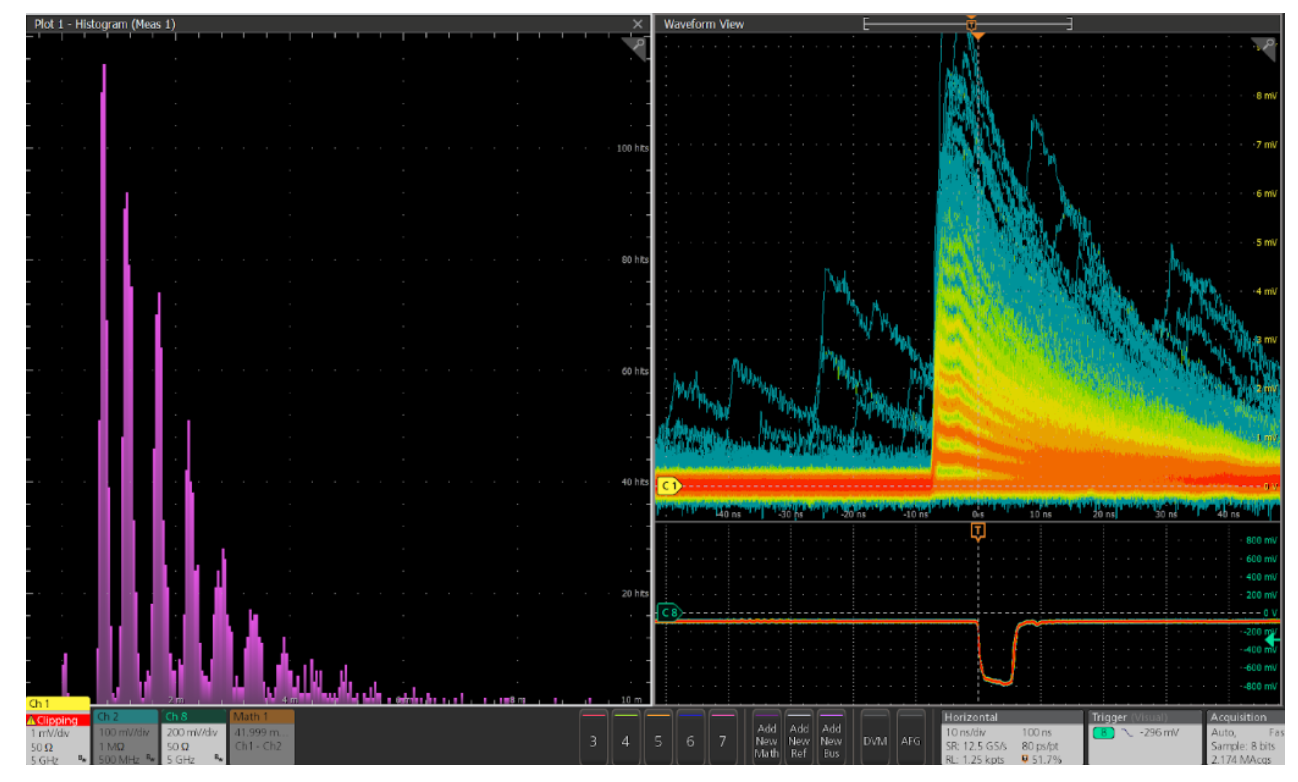 Plot 1 - Histogram (Meas 1)
100 hits
80 hits
60 hits
40 hits
20 hits
2 m
4 m
8 m
10 m
Waveform View
T
8 mV
7 mV
6 mV
5 mV
4 mV
3 mV
2 mV
1 mV
0 V
C 1
-40 ns
-30 ns
-20 ns
-10 ns
0 s
10 ns
20 ns
30 ns
40 ns
T
800 mV
600 mV
400 mV
200 mV
0 V
-200 mV
-400 mV
-600 mV
-800 mV
C 8
Ch 1
Clipping
1 mV/div
50 Ω
5 GHz
Ch 2
100 mV/div
1 MΩ
500 MHz
Ch 8
200 mV/div
50 Ω
5 GHz
Math 1
41.999 m...
Ch1 - Ch2
3
4
5
6
7
Add New Math
Add New Ref
Add New Bus
DVM
AFG
Horizontal
10 ns/div 100 ns
SR: 12.5 GS/s 80 ps/pt
RL: 1.25 kpts 51.7%
Trigger (Visual)
8 -296 mV
Acquisition
Auto, Fas
Sample: 8 bits
2.174 MAcqs